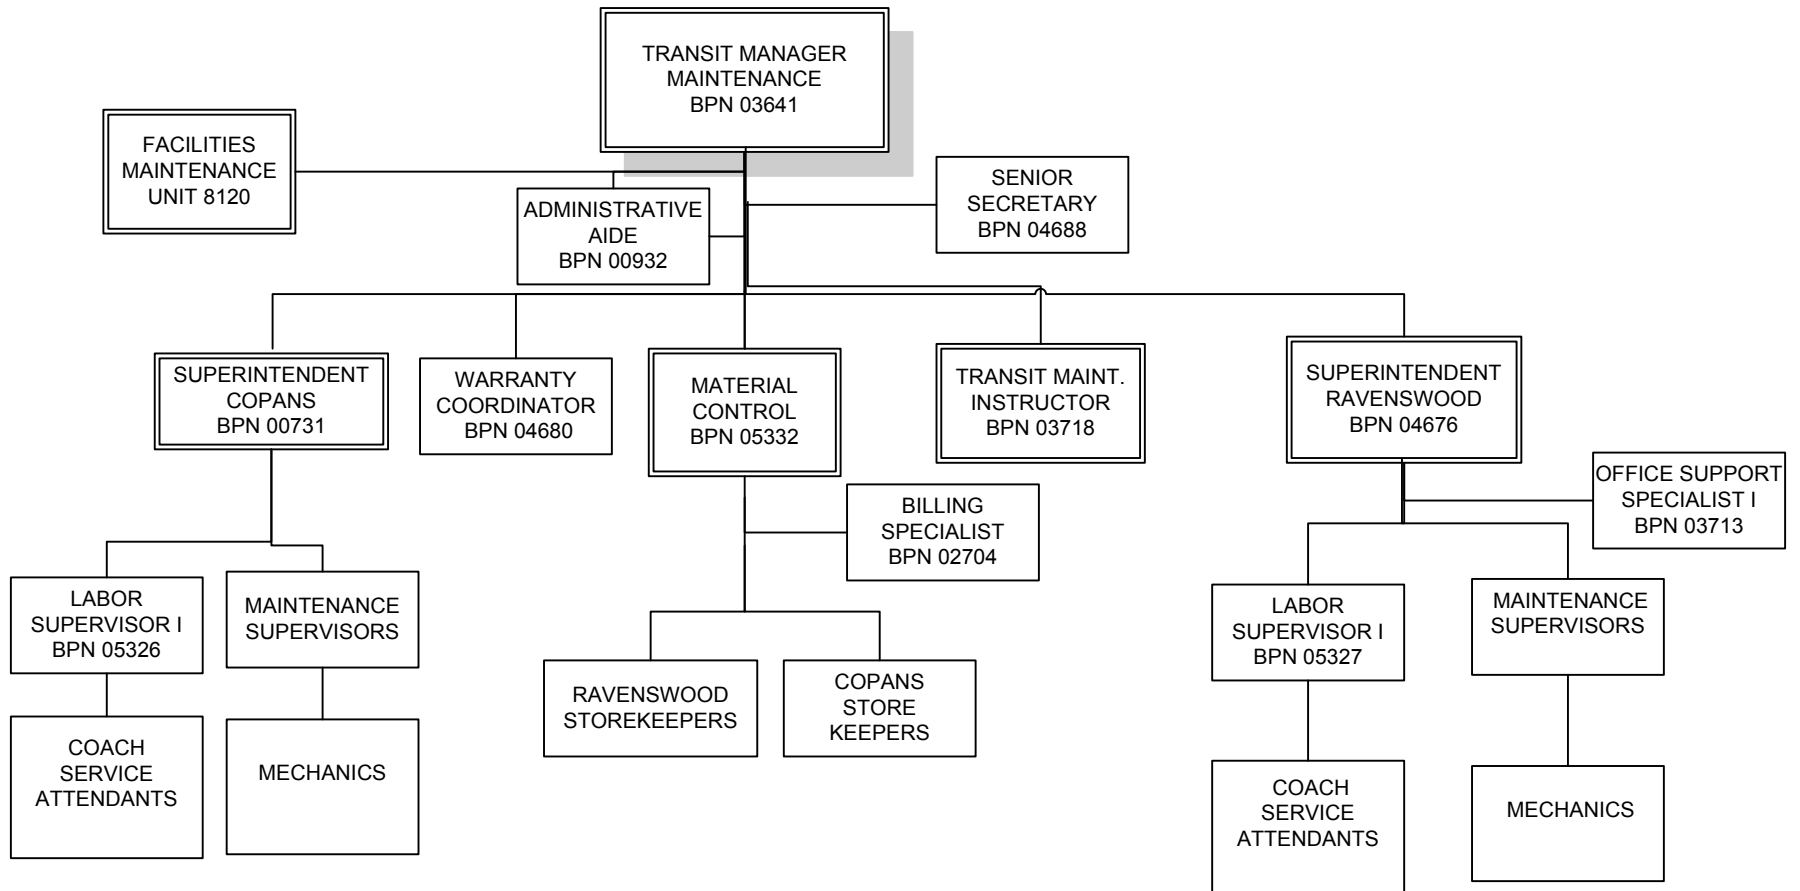 TRANSIT MANAGER
MAINTENANCE
BPN 03641
FACILITIES
MAINTENANCE
UNIT 8120
ADMINISTRATIVE
AIDE
BPN 00932
SENIOR
SECRETARY
BPN 04688
SUPERINTENDENT
COPANS
BPN 00731
WARRANTY
COORDINATOR
BPN 04680
MATERIAL
CONTROL
BPN 05332
TRANSIT MAINT.
INSTRUCTOR
BPN 03718
SUPERINTENDENT
RAVENSWOOD
BPN 04676
OFFICE SUPPORT
SPECIALIST I
BPN 03713
BILLING
SPECIALIST
BPN 02704
LABOR
SUPERVISOR I
BPN 05326
MAINTENANCE
SUPERVISORS
RAVENSWOOD
STOREKEEPERS
COPANS
STORE
KEEPERS
LABOR
SUPERVISOR I
BPN 05327
MAINTENANCE
SUPERVISORS
COACH
SERVICE
ATTENDANTS
MECHANICS
COACH
SERVICE
ATTENDANTS
MECHANICS